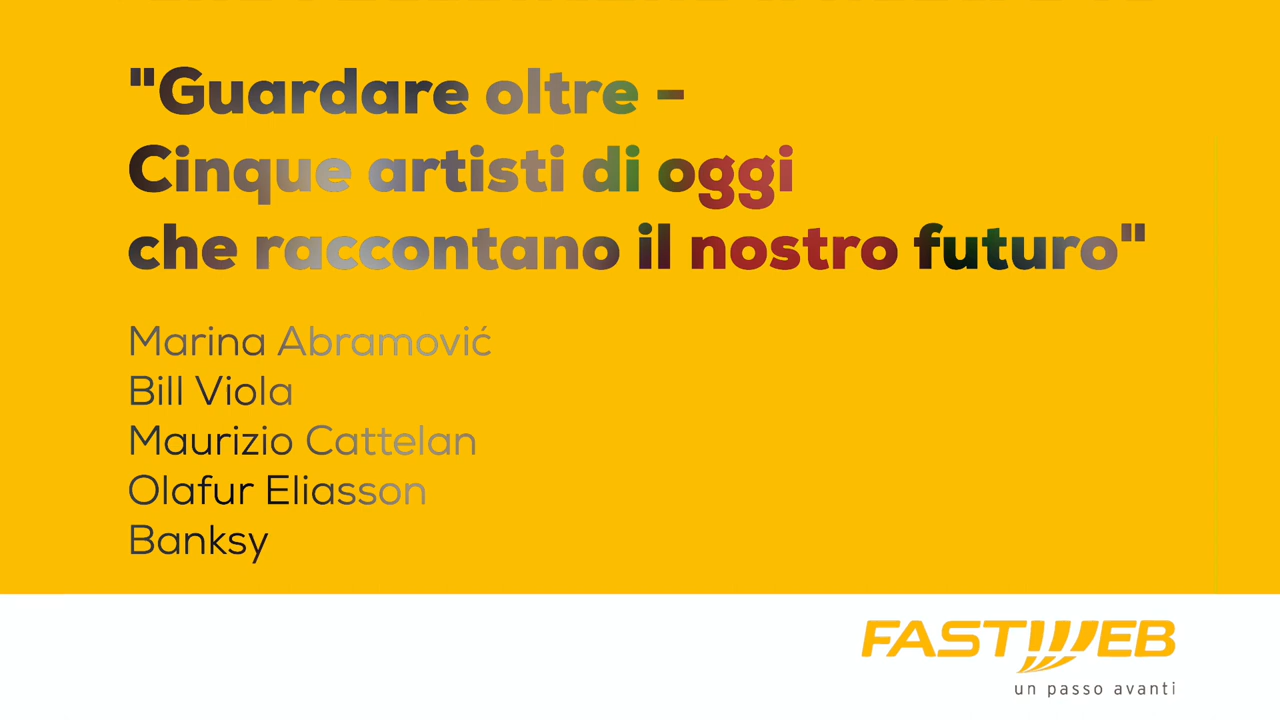 "Guardare oltre –
Cinque artisti di oggi
che raccontano il nostro futuro"
Marina Abramović
Bill Viola
Maurizio Cattelan
Olafur Eliasson
Banksy
FASTWEB
un passo avanti